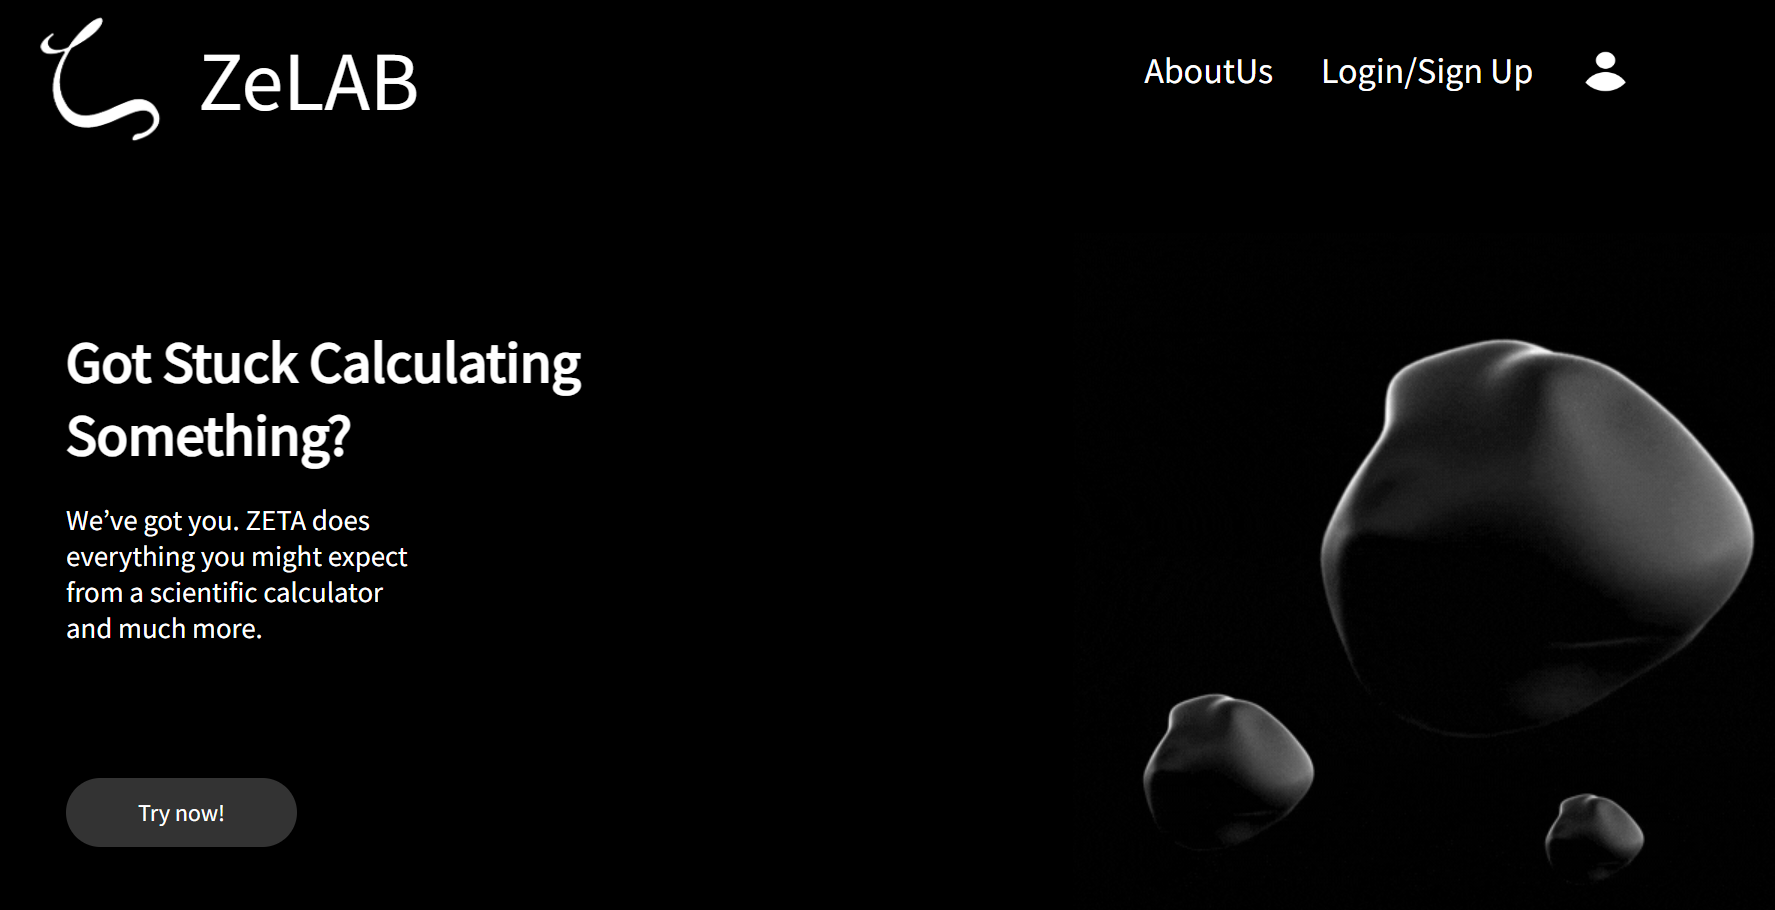 ZeLAB
AboutUs
Login/Sign Up
Got Stuck Calculating
Something?
We’ve got you. ZETA does
everything you might expect
from a scientific calculator
and much more.
Try now!